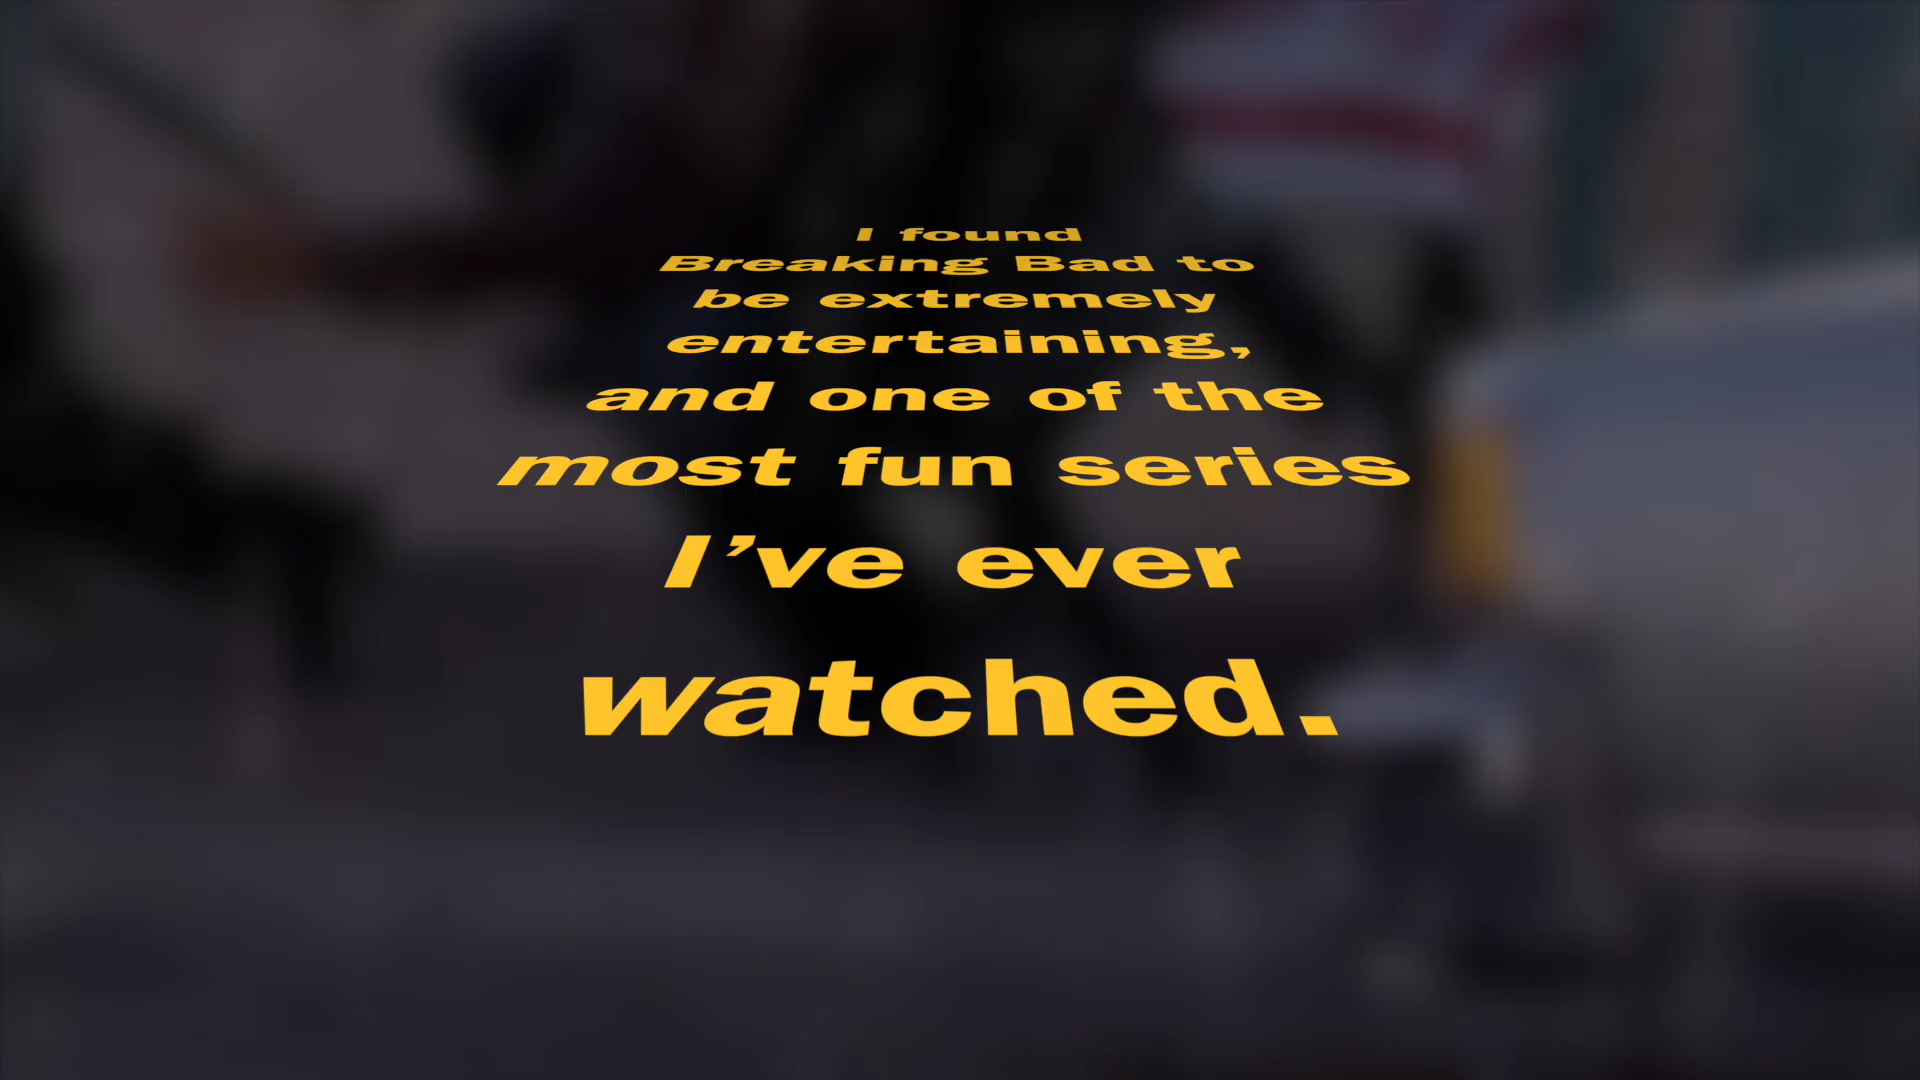 I found
Breaking Bad to
be extremely
entertaining,
and one of the
most fun series
I’ve ever
watched.